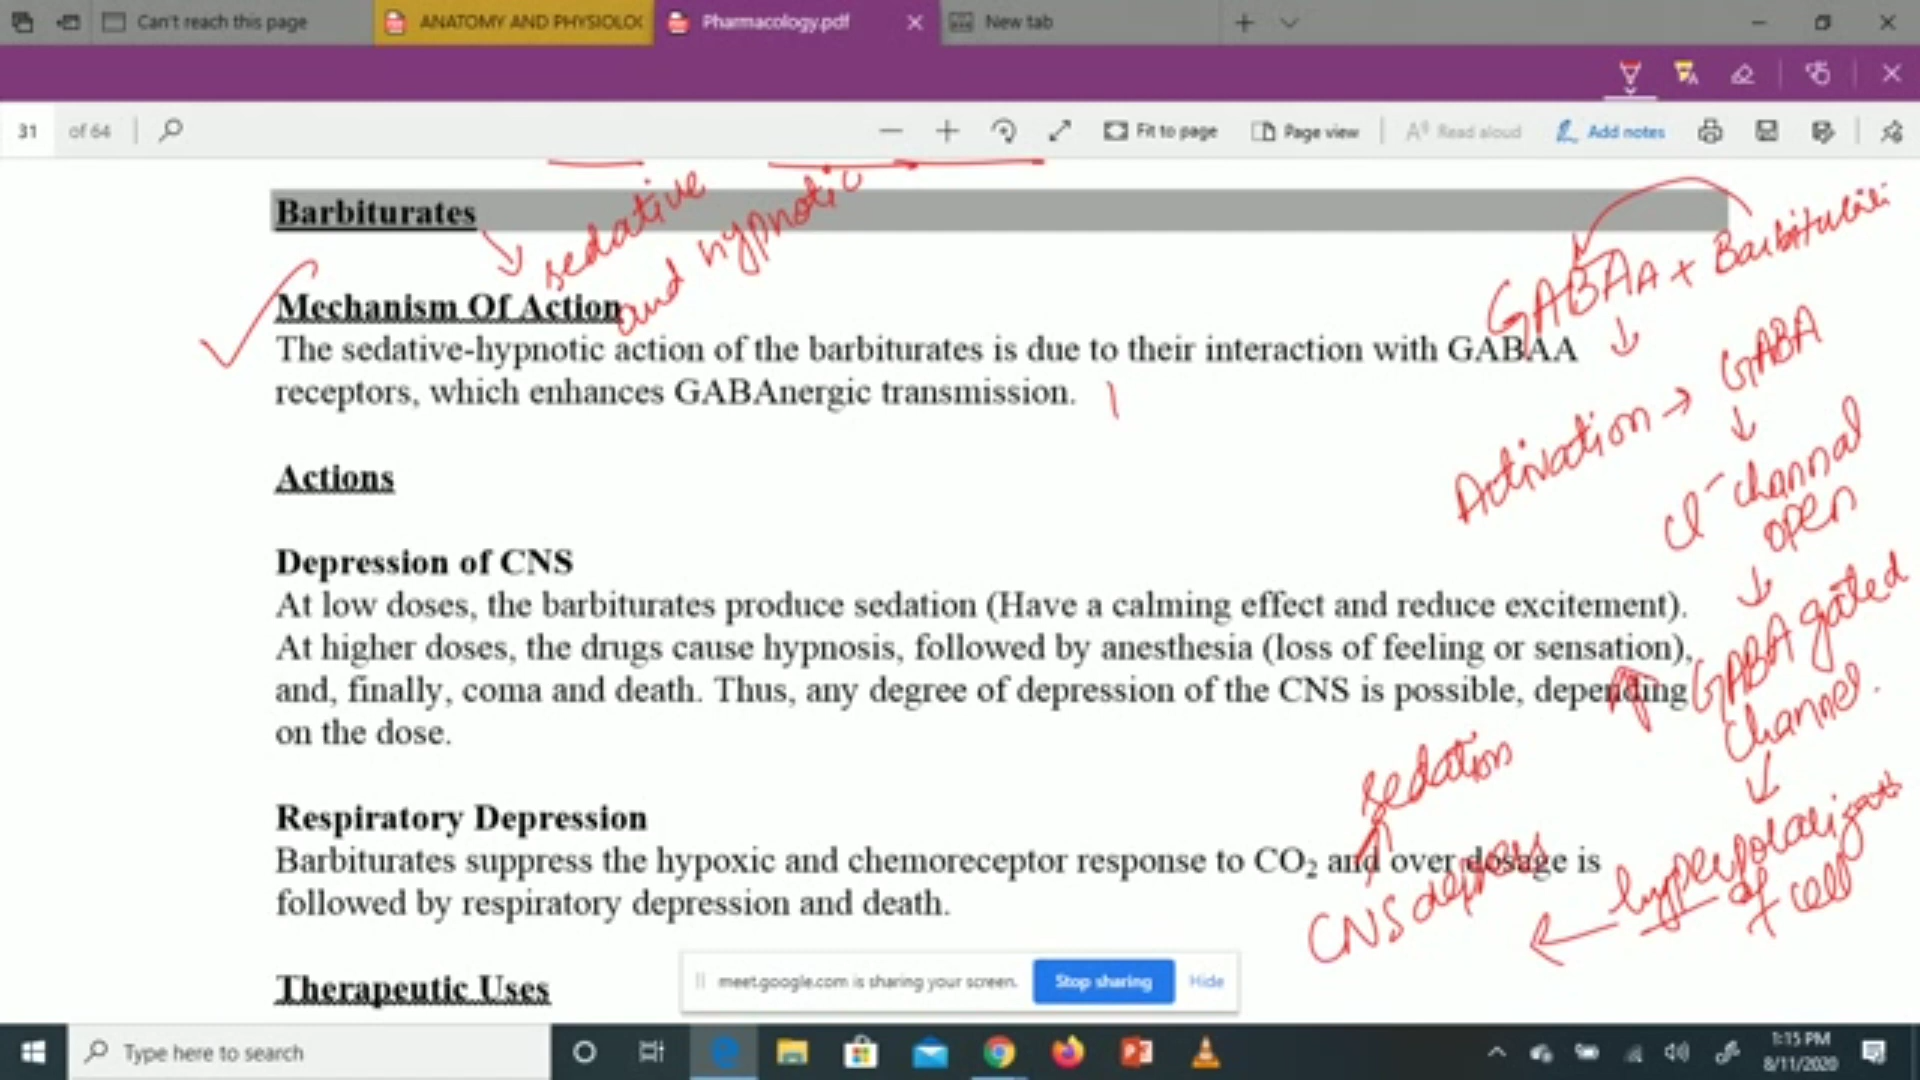 Can't reach this page
ANATOMY AND PHYSIOLOG
Pharmacology.pdf
New tab
31 of 64
Fit to page
Page view
Read aloud
Add notes
Barbiturates
sedative
and hypnotic
Mechanism Of Action
The sedative-hypnotic action of the barbiturates is due to their interaction with GABAA
receptors, which enhances GABAnergic transmission.
Actions
Depression of CNS
At low doses, the barbiturates produce sedation (Have a calming effect and reduce excitement).
At higher doses, the drugs cause hypnosis, followed by anesthesia (loss of feeling or sensation),
and, finally, coma and death. Thus, any degree of depression of the CNS is possible, depending
on the dose.
Respiratory Depression
Barbiturates suppress the hypoxic and chemoreceptor response to CO₂ and over dosage is
followed by respiratory depression and death.
Therapeutic Uses
GABAA +
Activation → GABA
Cl⁻ channal
open
GABA gated
channel.
of cell
CNS
sedation
meet.google.com is sharing your screen.
Stop sharing
Hide
Type here to search
1:15 PM
8/11/2020